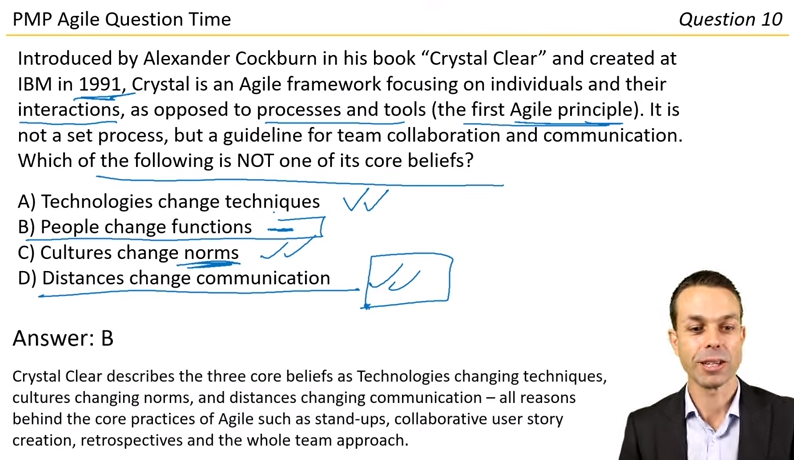 PMP Agile Question Time
Question 10
Introduced by Alexander Cockburn in his book “Crystal Clear” and created at
IBM in 1991, Crystal is an Agile framework focusing on individuals and their
interactions, as opposed to processes and tools (the first Agile principle). It is
not a set process, but a guideline for team collaboration and communication.
Which of the following is NOT one of its core beliefs?
A) Technologies change techniques
B) People change functions
C) Cultures change norms
D) Distances change communication
Answer: B
Crystal Clear describes the three core beliefs as Technologies changing techniques,
cultures changing norms, and distances changing communication – all reasons
behind the core practices of Agile such as stand-ups, collaborative user story
creation, retrospectives and the whole team approach.